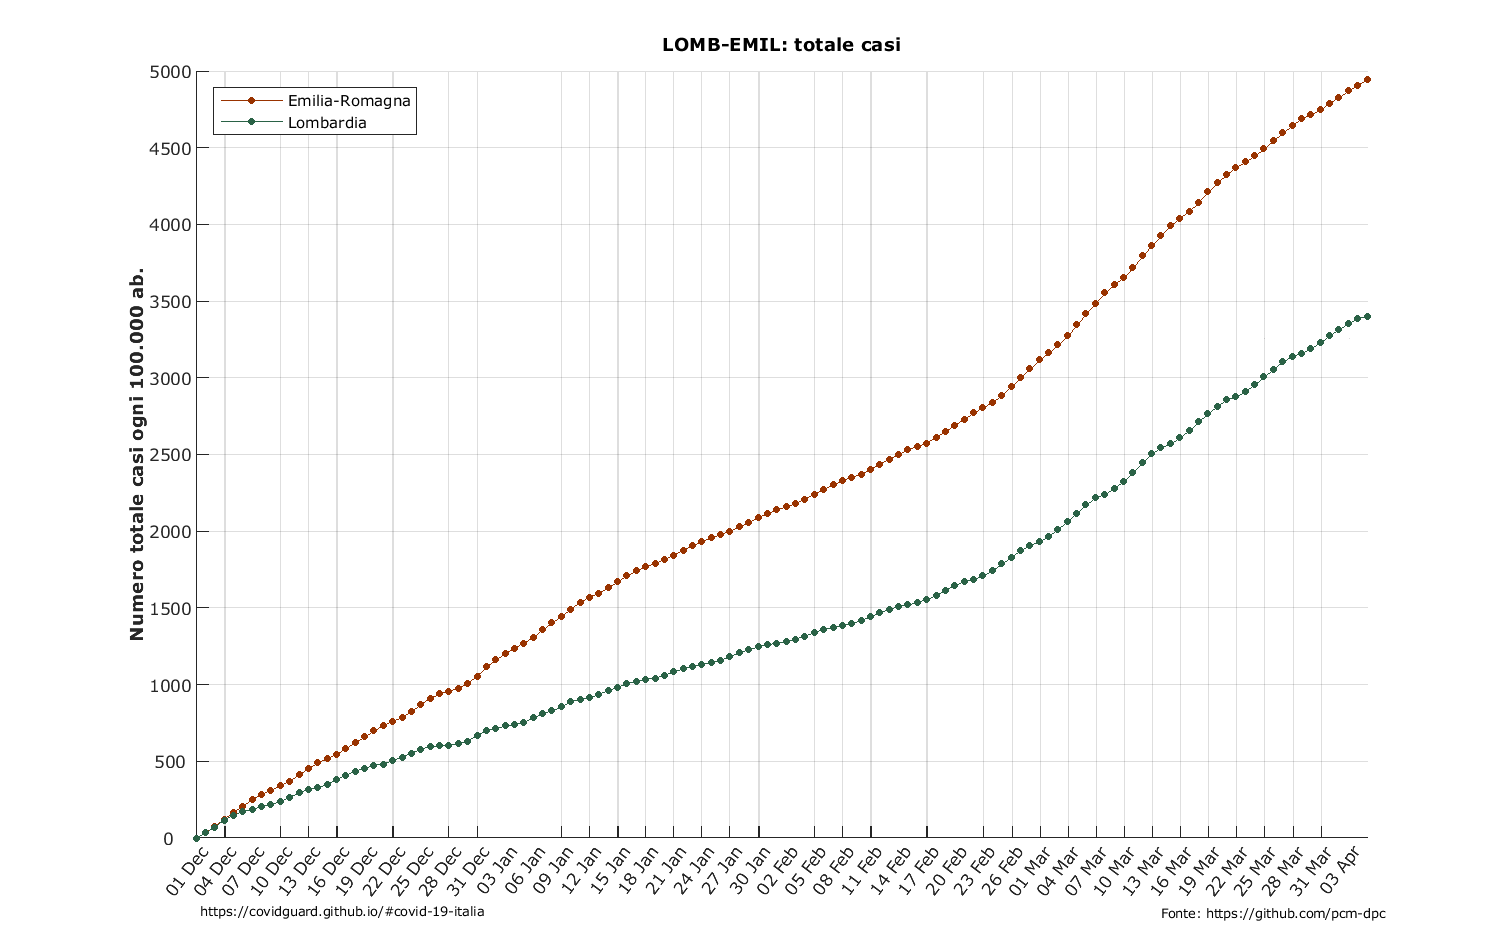 LOMB-EMIL: totale casi
Emilia-Romagna
Lombardia
Numero totale casi ogni 100.000 ab.
5000
4500
4000
3500
3000
2500
2000
1500
1000
500
0
01 Dec
04 Dec
07 Dec
10 Dec
13 Dec
16 Dec
19 Dec
22 Dec
25 Dec
28 Dec
31 Dec
03 Jan
06 Jan
09 Jan
12 Jan
15 Jan
18 Jan
21 Jan
24 Jan
27 Jan
30 Jan
02 Feb
05 Feb
08 Feb
11 Feb
14 Feb
17 Feb
20 Feb
23 Feb
26 Feb
01 Mar
04 Mar
07 Mar
10 Mar
13 Mar
16 Mar
19 Mar
22 Mar
25 Mar
28 Mar
31 Mar
03 Apr
https://covidguard.github.io/#covid-19-italia
Fonte: https://github.com/pcm-dpc